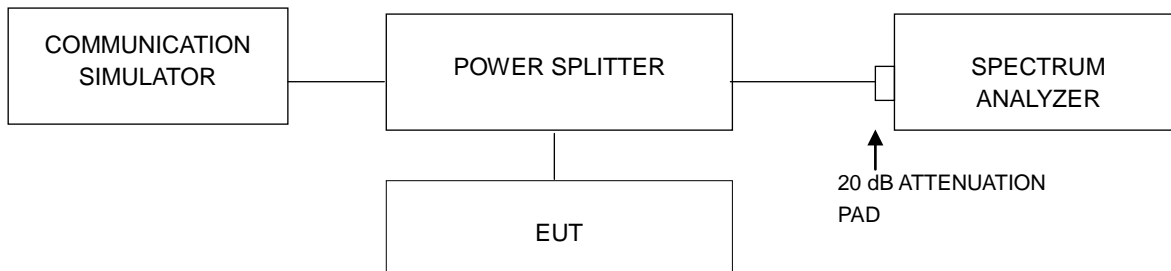 COMMUNICATION
SIMULATOR
POWER SPLITTER
SPECTRUM
ANALYZER
20 dB ATTENUATION
PAD
EUT